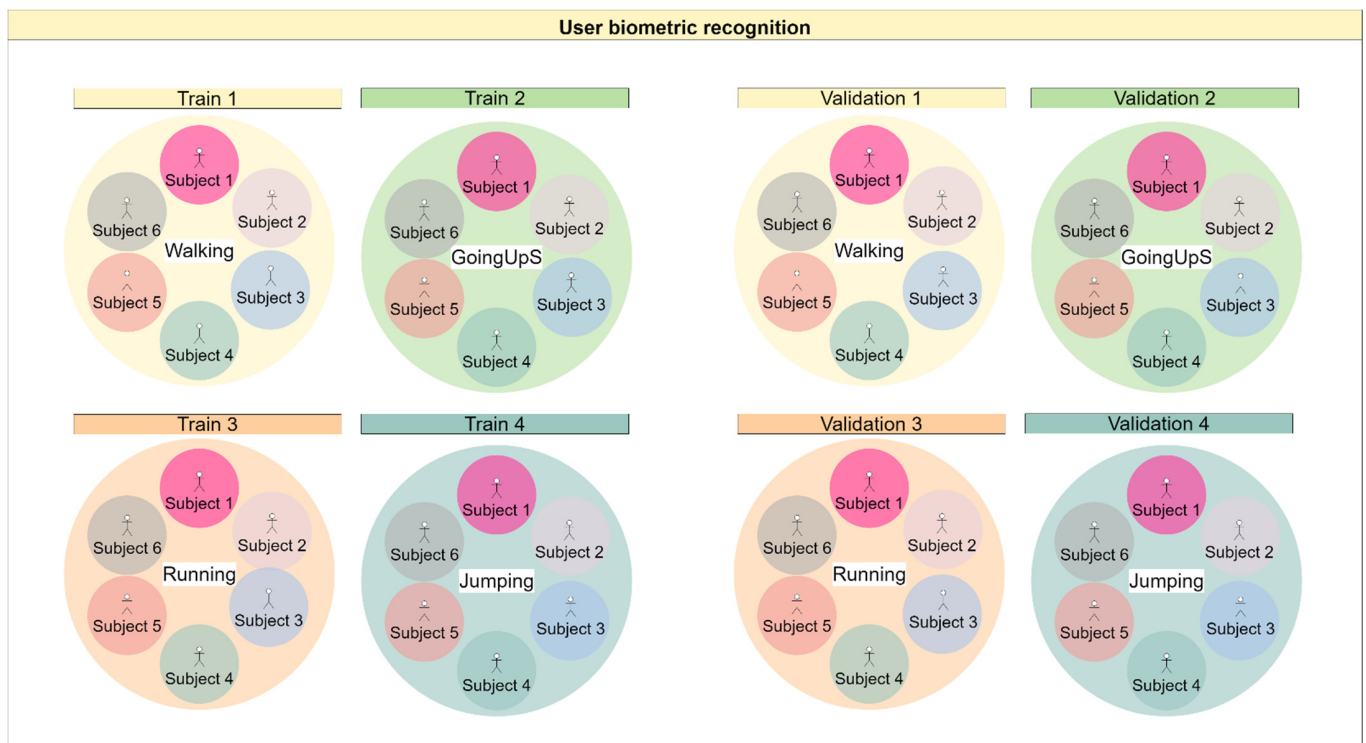 User biometric recognition
Train 1
Train 2
Validation 1
Validation 2
Subject 1
Subject 2
Subject 3
Subject 4
Subject 5
Subject 6
Walking
Subject 1
Subject 2
Subject 3
Subject 4
Subject 5
Subject 6
GoingUpS
Subject 1
Subject 2
Subject 3
Subject 4
Subject 5
Subject 6
Walking
Subject 1
Subject 2
Subject 3
Subject 4
Subject 5
Subject 6
GoingUpS
Train 3
Train 4
Validation 3
Validation 4
Subject 1
Subject 2
Subject 3
Subject 4
Subject 5
Subject 6
Running
Subject 1
Subject 2
Subject 3
Subject 4
Subject 5
Subject 6
Jumping
Subject 1
Subject 2
Subject 3
Subject 4
Subject 5
Subject 6
Running
Subject 1
Subject 2
Subject 3
Subject 4
Subject 5
Subject 6
Jumping